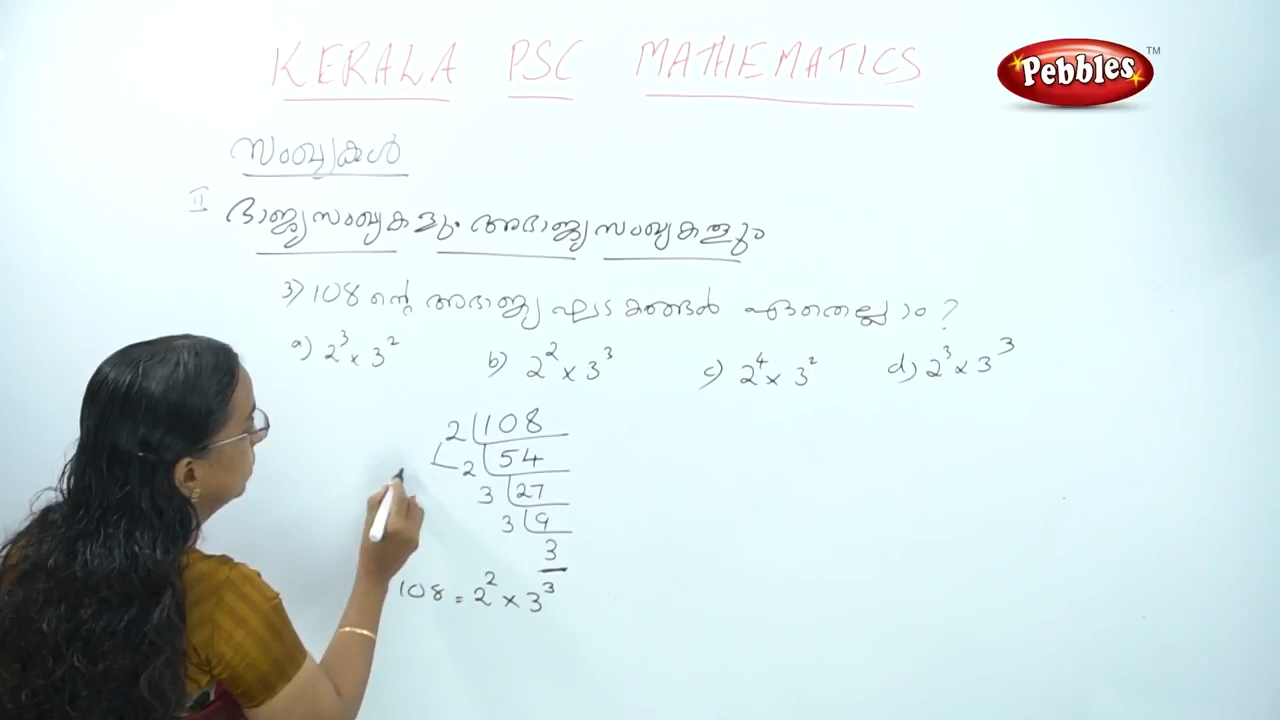 KERALA PSC MATHEMATICS
Pebbles TM
സംഖ്യകൾ
II ഭാജ്യസംഖ്യകളും അഭാജ്യസംഖ്യകളും
3) 108 ന്റെ അഭാജ്യ ഘടകങ്ങൾ ഏതെല്ലാം?
a) 2³ × 3² b) 2² × 3³ c) 2⁴ × 3² d) 2³ × 3³
2 108
2 54
3 27
3 9
3
108 = 2² × 3³